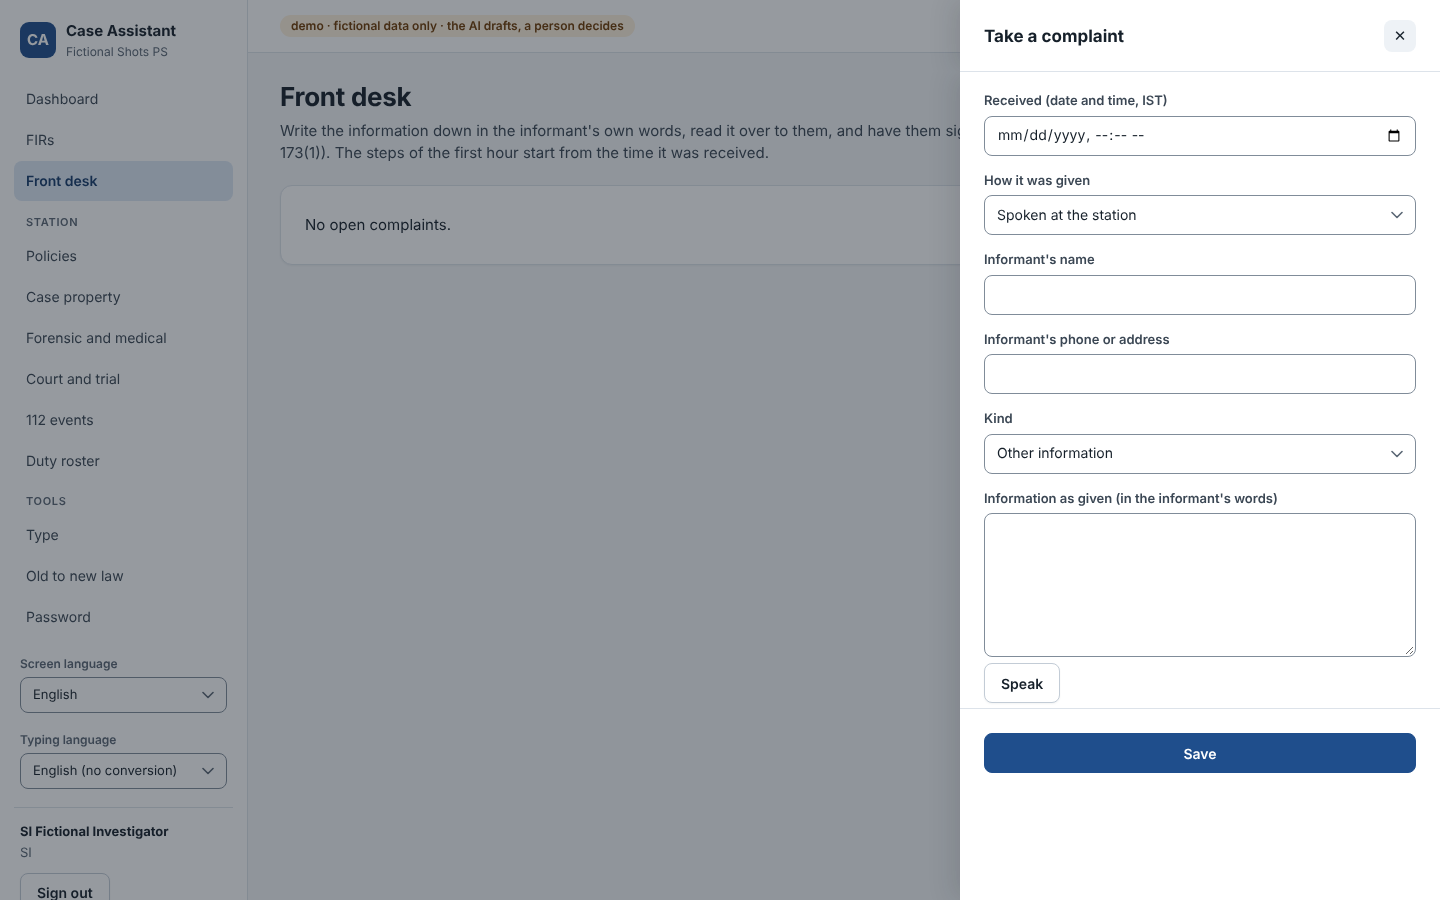 CA
Case Assistant
Fictional Shots PS
Dashboard
FIRs
Front desk
STATION
Policies
Case property
Forensic and medical
Court and trial
112 events
Duty roster
TOOLS
Type
Old to new law
Password
Screen language
English
Typing language
English (no conversion)
SI Fictional Investigator
SI
Sign out
demo · fictional data only · the AI drafts, a person decides
Front desk
Write the information down in the informant's own words, read it over to them, and have them
173(1)). The steps of the first hour start from the time it was received.
No open complaints.
Take a complaint
×
Received (date and time, IST)
mm/dd/yyyy, --:-- --
How it was given
Spoken at the station
Informant's name
Informant's phone or address
Kind
Other information
Information as given (in the informant's words)
Speak
Save